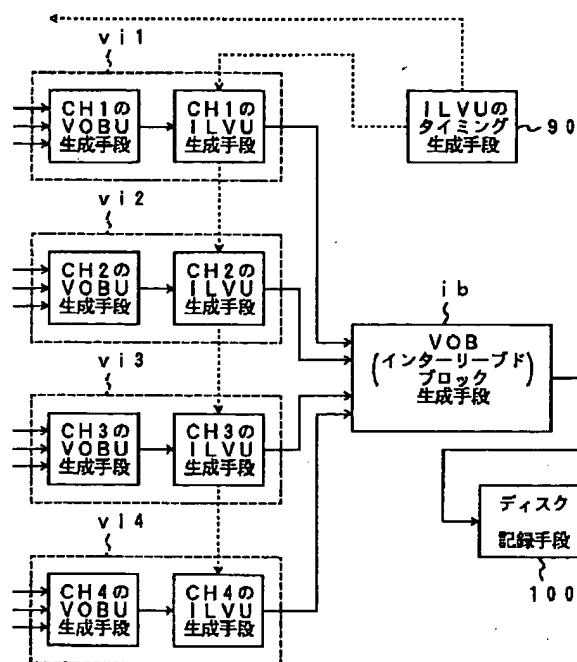 vi1
CH1の
VOBU
生成手段
CH1の
ILVU
生成手段
ILVUの
タイミング
生成手段
90
vi2
CH2の
VOBU
生成手段
CH2の
ILVU
生成手段
ib
VOB
(インターリーブド)
ブロック
生成手段
vi3
CH3の
VOBU
生成手段
CH3の
ILVU
生成手段
ディスク
記録手段
100
vi4
CH4の
VOBU
生成手段
CH4の
ILVU
生成手段